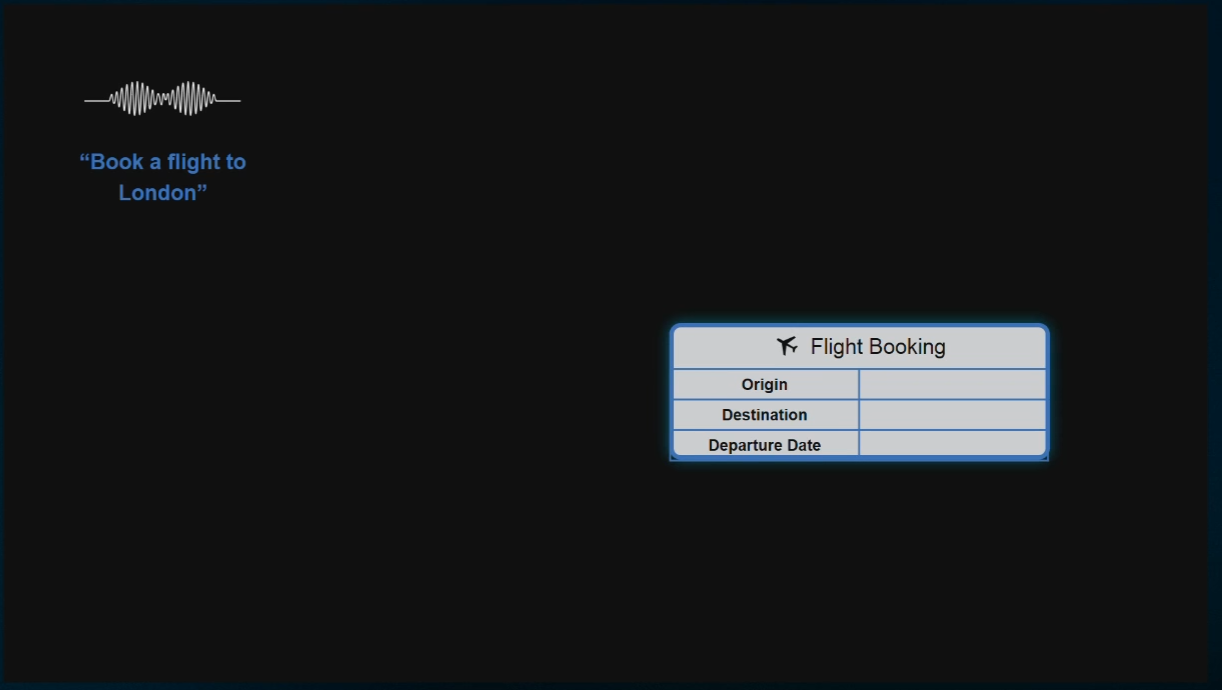 “Book a flight to
London”
Flight Booking
Origin
Destination
Departure Date